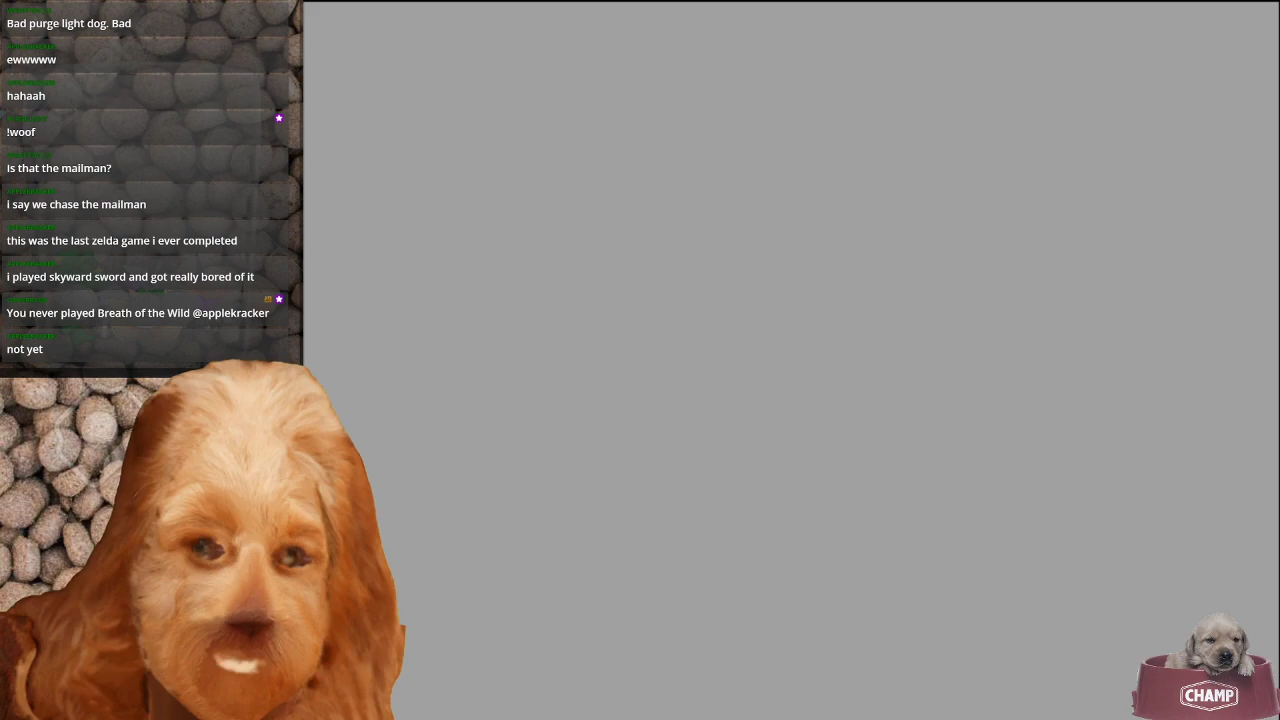 Bad purge light dog. Bad
ewwwww
hahaah
!woof
Is that the mailman?
i say we chase the mailman
this was the last zelda game i ever completed
i played skyward sword and got really bored of it
You never played Breath of the Wild @applekracker
not yet
CHAMP